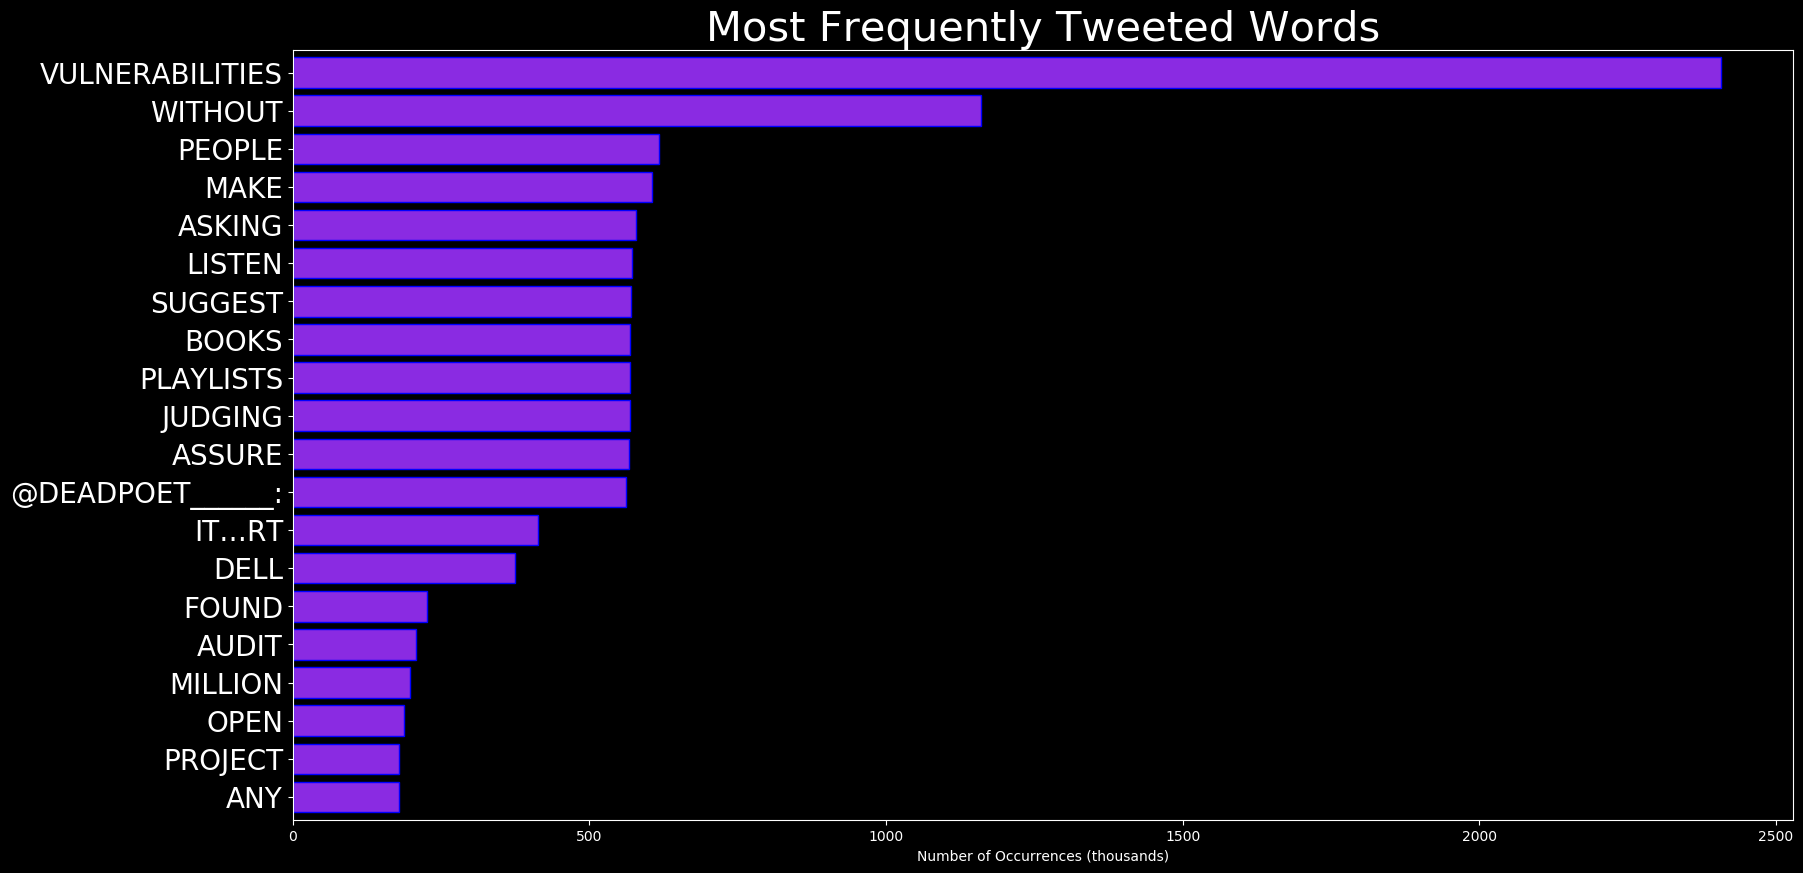 Most Frequently Tweeted Words
VULNERABILITIES
WITHOUT
PEOPLE
MAKE
ASKING
LISTEN
SUGGEST
BOOKS
PLAYLISTS
JUDGING
ASSURE
@DEADPOET______:
IT…RT
DELL
FOUND
AUDIT
MILLION
OPEN
PROJECT
ANY
0 500 1000 1500 2000 2500
Number of Occurrences (thousands)